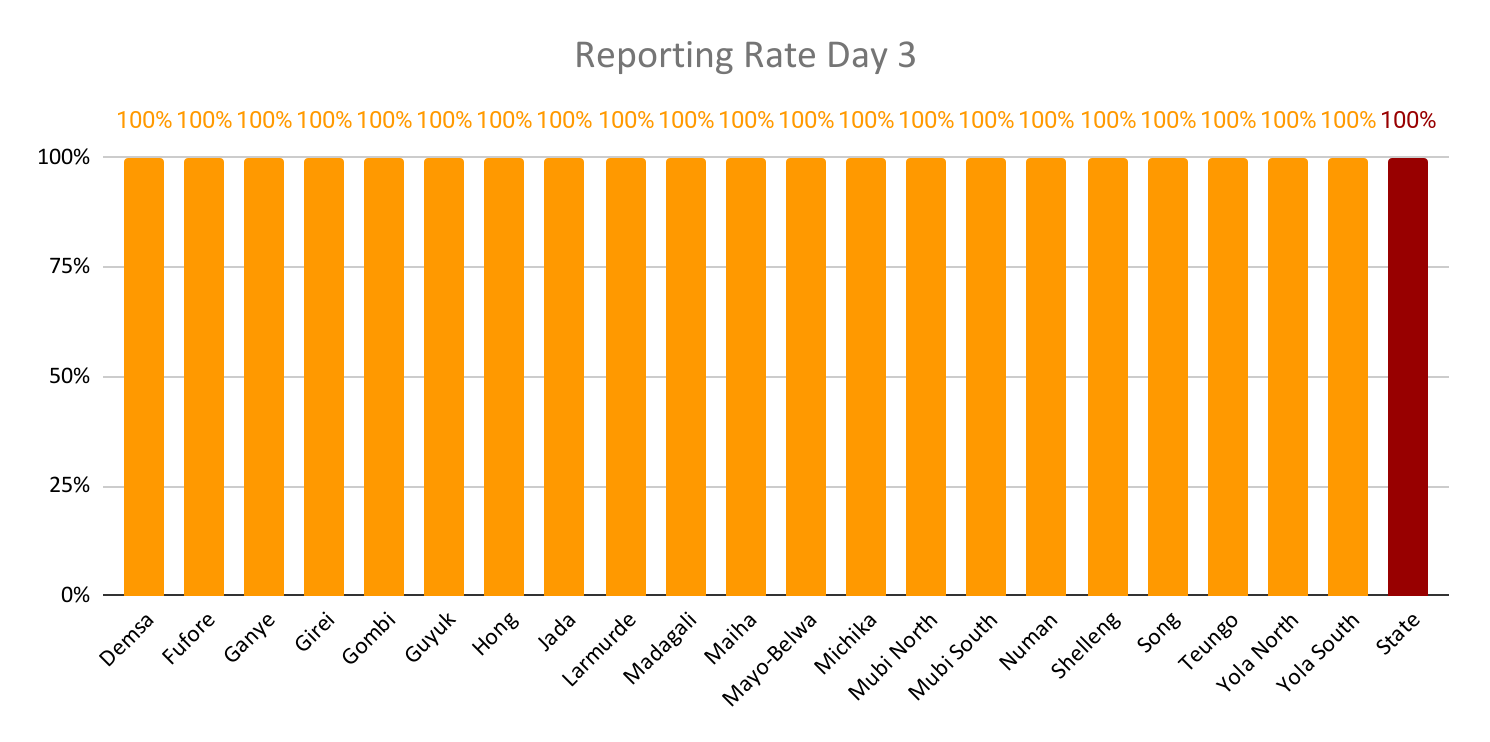 Reporting Rate Day 3
100% 100% 100% 100% 100% 100% 100% 100% 100% 100% 100% 100% 100% 100% 100% 100% 100% 100% 100% 100% 100% 100%
100%
75%
50%
25%
0%
Demsa
Fufore
Ganye
Girei
Gombi
Guyuk
Hong
Jada
Larmurde
Madagali
Maiha
Mayo-Belwa
Michika
Mubi North
Mubi South
Numan
Shelleng
Song
Teungo
Yola North
Yola South
State